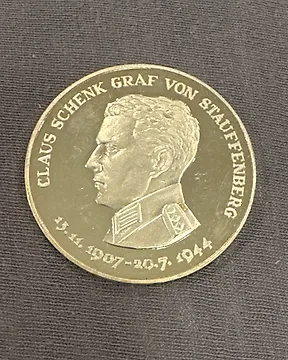 CLAUS SCHENK GRAF VON STAUFFENBERG
15.11.1907-20.7.1944